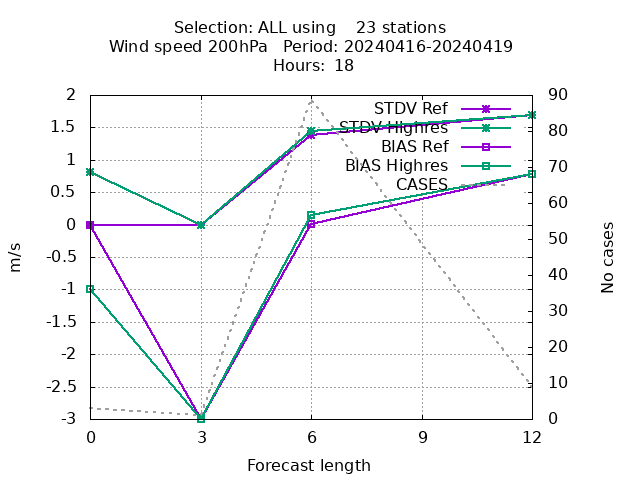 Selection: ALL using    23 stations
Wind speed 200hPa   Period: 20240416-20240419
Hours:  18
2
1.5
1
0.5
0
-0.5
-1
-1.5
-2
-2.5
-3
m/s
STDV Ref
STDV Highres
BIAS Ref
BIAS Highres
CASES
90
80
70
60
50
40
30
20
10
0
No cases
0 3 6 9 12
Forecast length